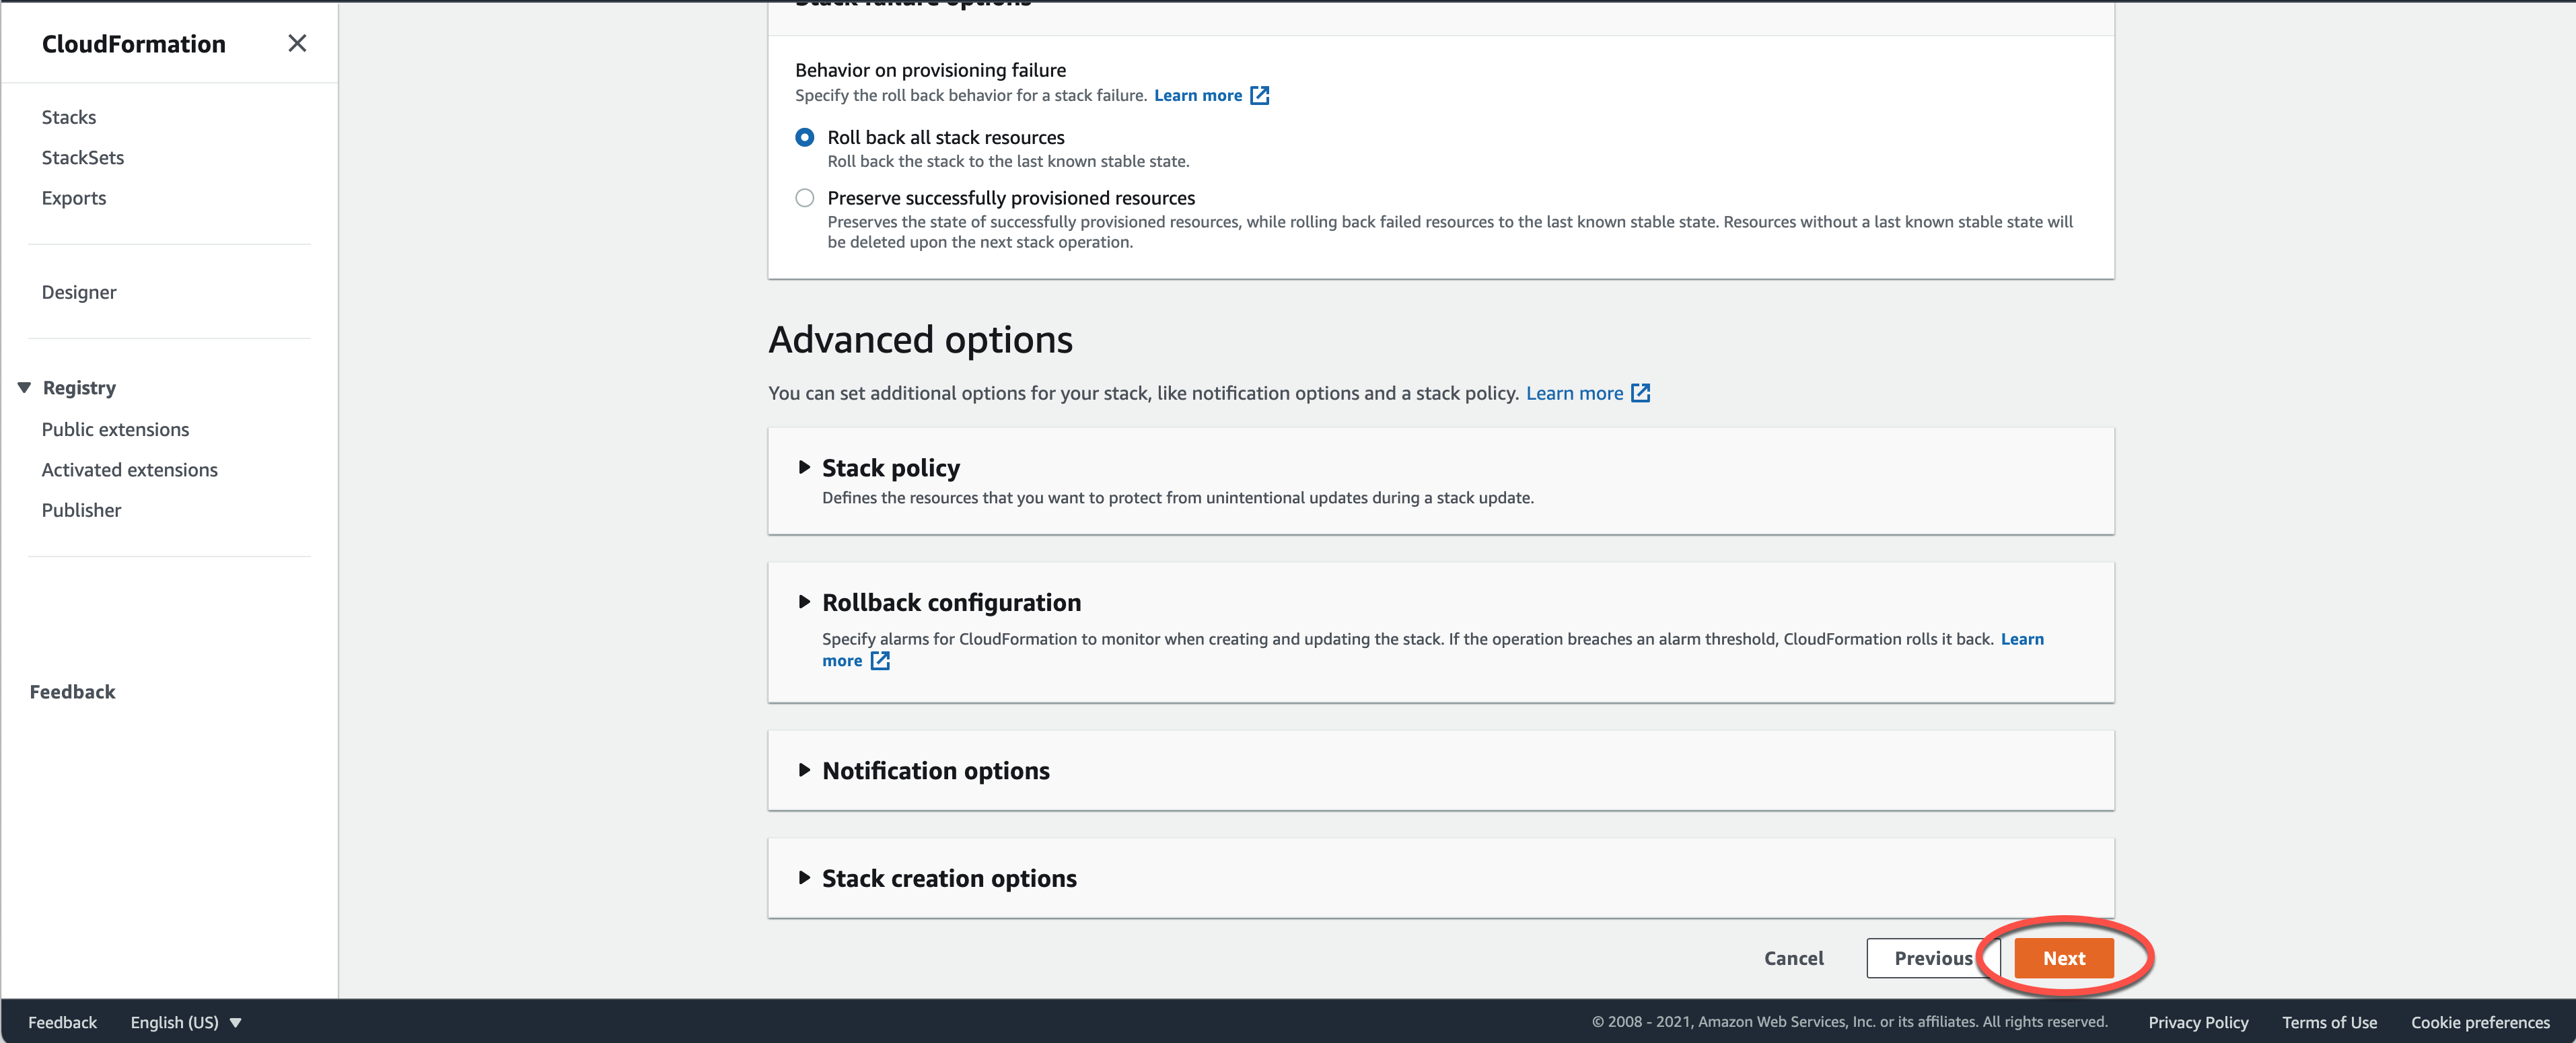 CloudFormation
Stacks
StackSets
Exports
Designer
Registry
Public extensions
Activated extensions
Publisher
Feedback
Stack failure options
Behavior on provisioning failure
Specify the roll back behavior for a stack failure. Learn more
Roll back all stack resources
Roll back the stack to the last known stable state.
Preserve successfully provisioned resources
Preserves the state of successfully provisioned resources, while rolling back failed resources to the last known stable state. Resources without a last known stable state will
be deleted upon the next stack operation.
Advanced options
You can set additional options for your stack, like notification options and a stack policy. Learn more
Stack policy
Defines the resources that you want to protect from unintentional updates during a stack update.
Rollback configuration
Specify alarms for CloudFormation to monitor when creating and updating the stack. If the operation breaches an alarm threshold, CloudFormation rolls it back. Learn
more
Notification options
Stack creation options
Cancel Previous Next
Feedback English (US) © 2008 - 2021, Amazon Web Services, Inc. or its affiliates. All rights reserved. Privacy Policy Terms of Use Cookie preferences